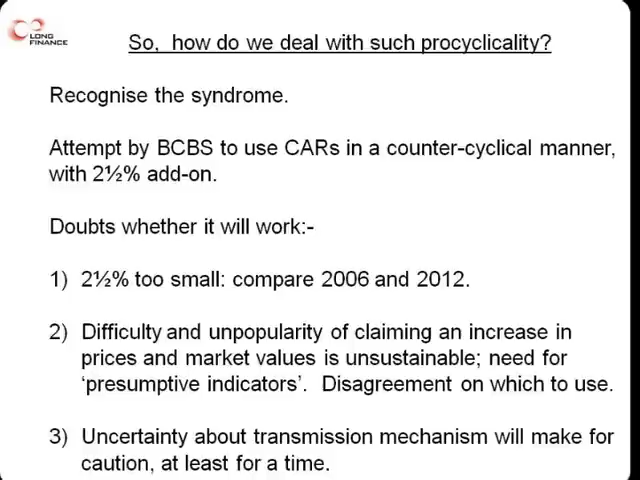 LONG
FINANCE
So, how do we deal with such procyclicality?
Recognise the syndrome.
Attempt by BCBS to use CARs in a counter-cyclical manner,
with 2½% add-on.
Doubts whether it will work:-
1) 2½% too small: compare 2006 and 2012.
2) Difficulty and unpopularity of claiming an increase in
prices and market values is unsustainable; need for
‘presumptive indicators’. Disagreement on which to use.
3) Uncertainty about transmission mechanism will make for
caution, at least for a time.